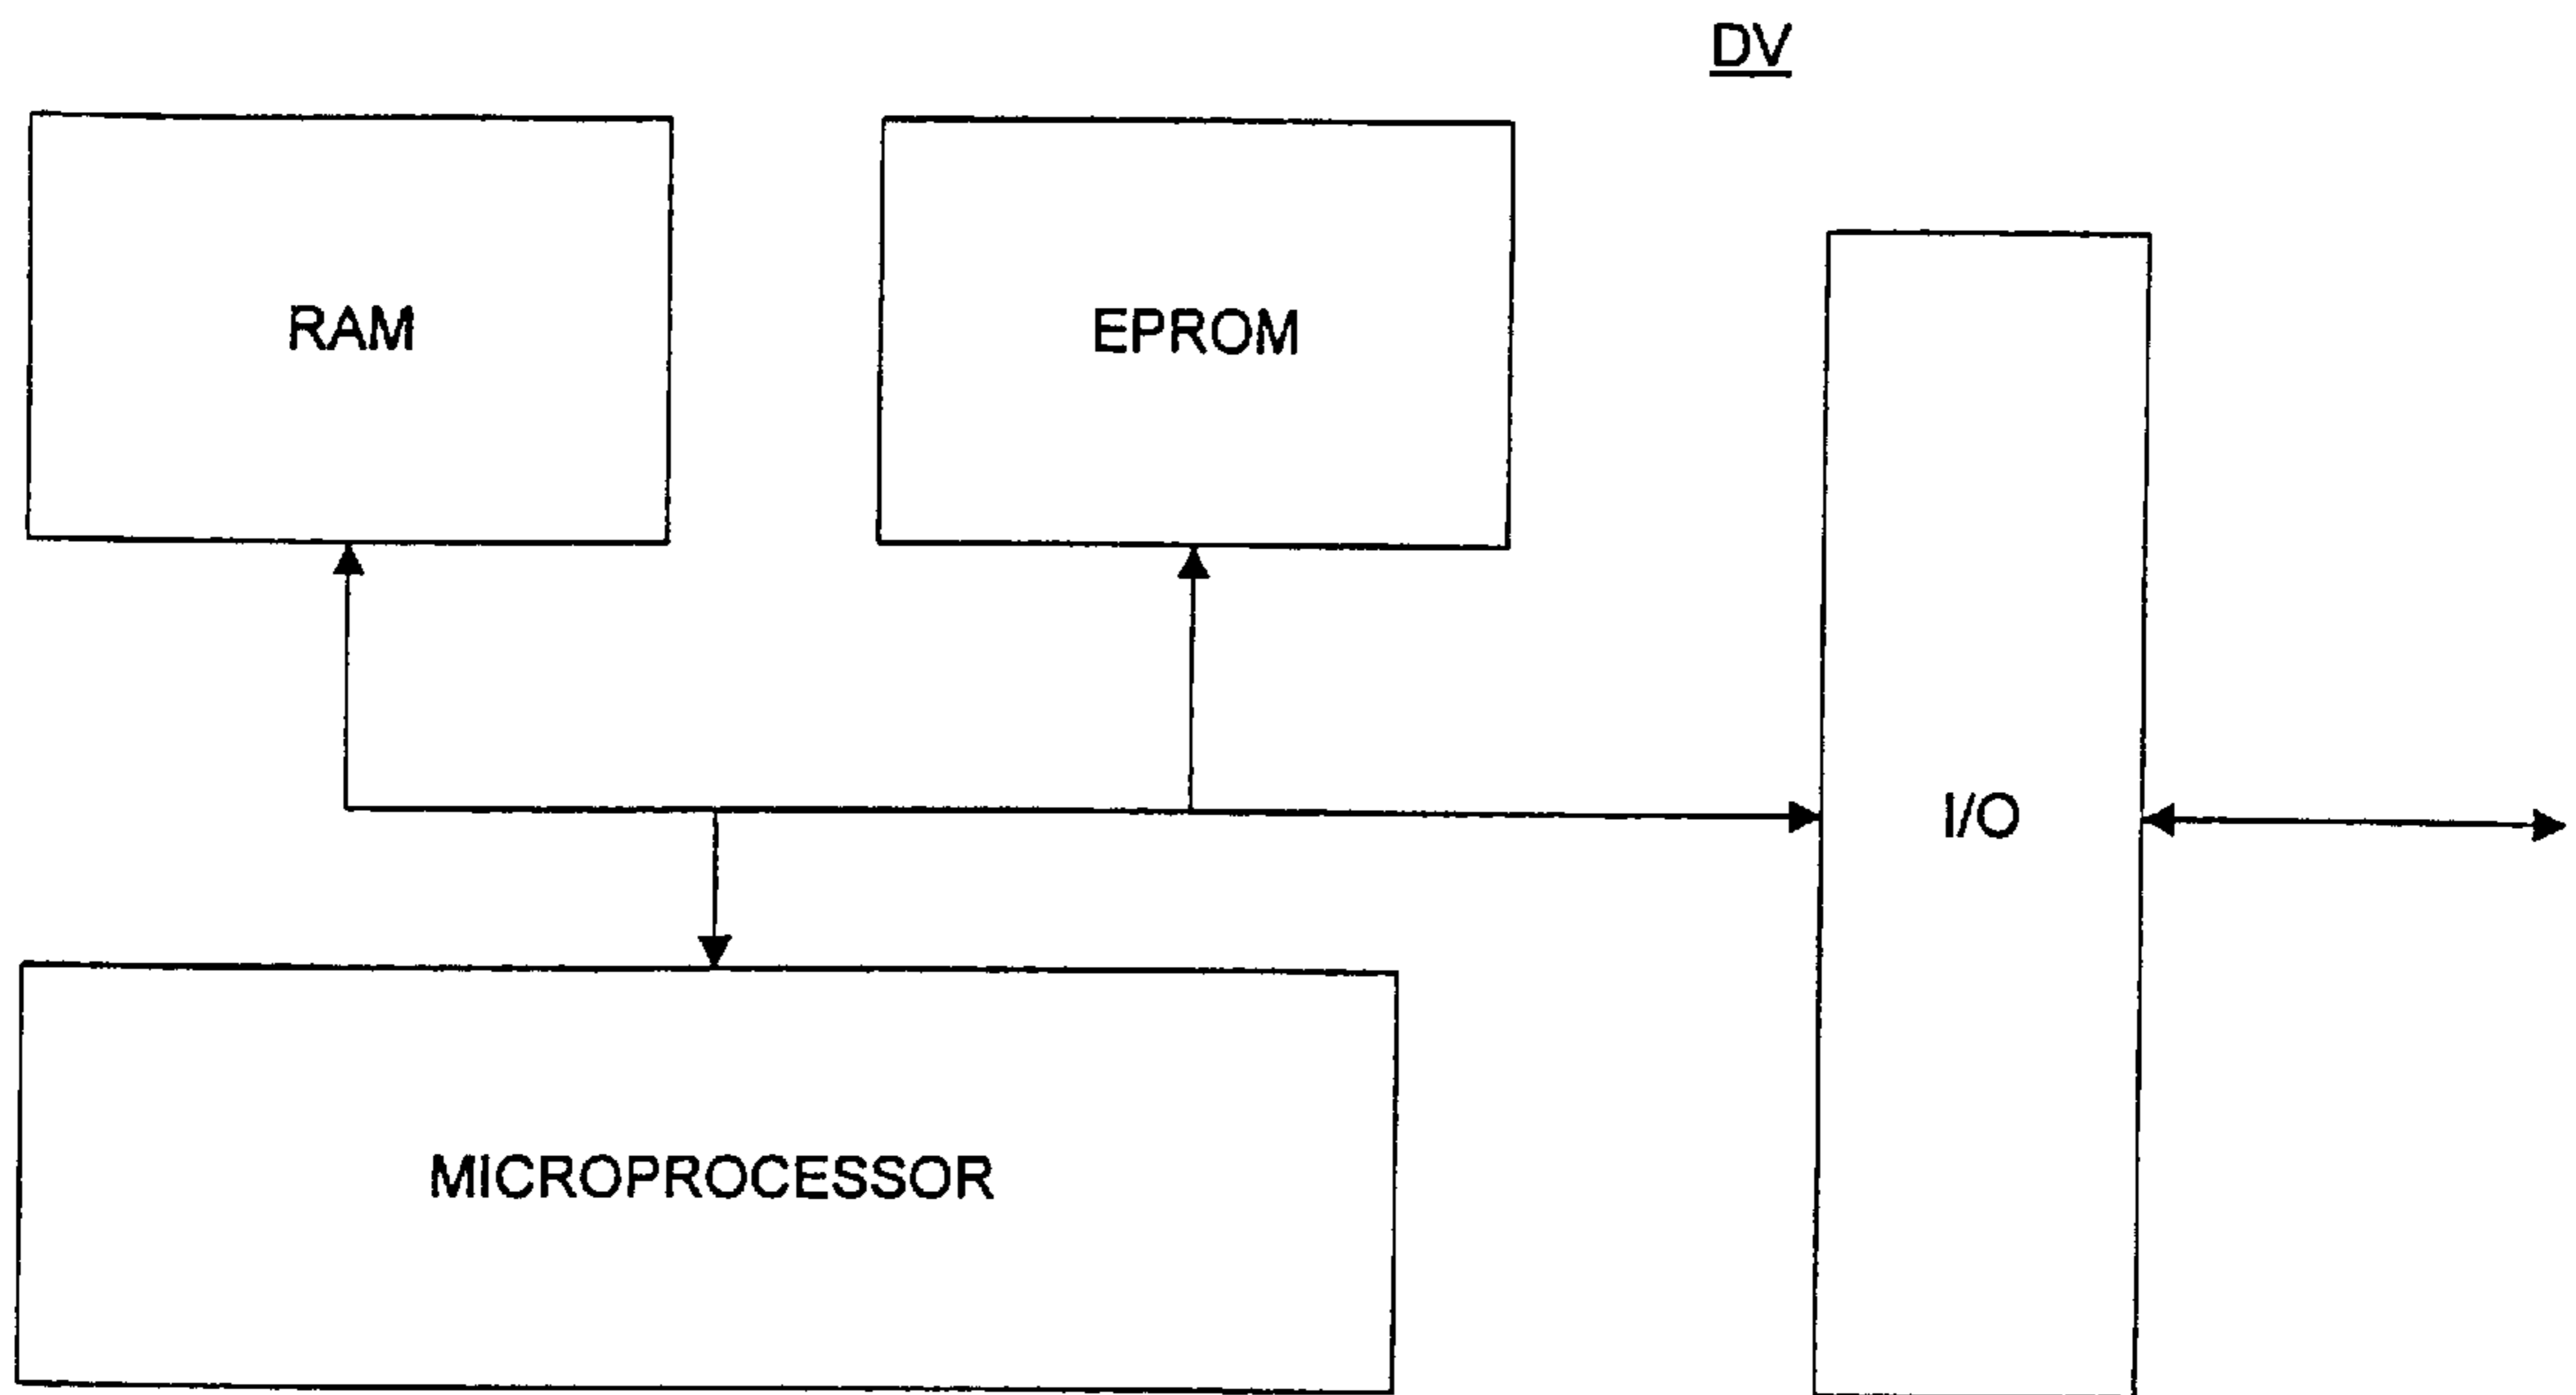 DV
RAM
EPROM
I/O
MICROPROCESSOR